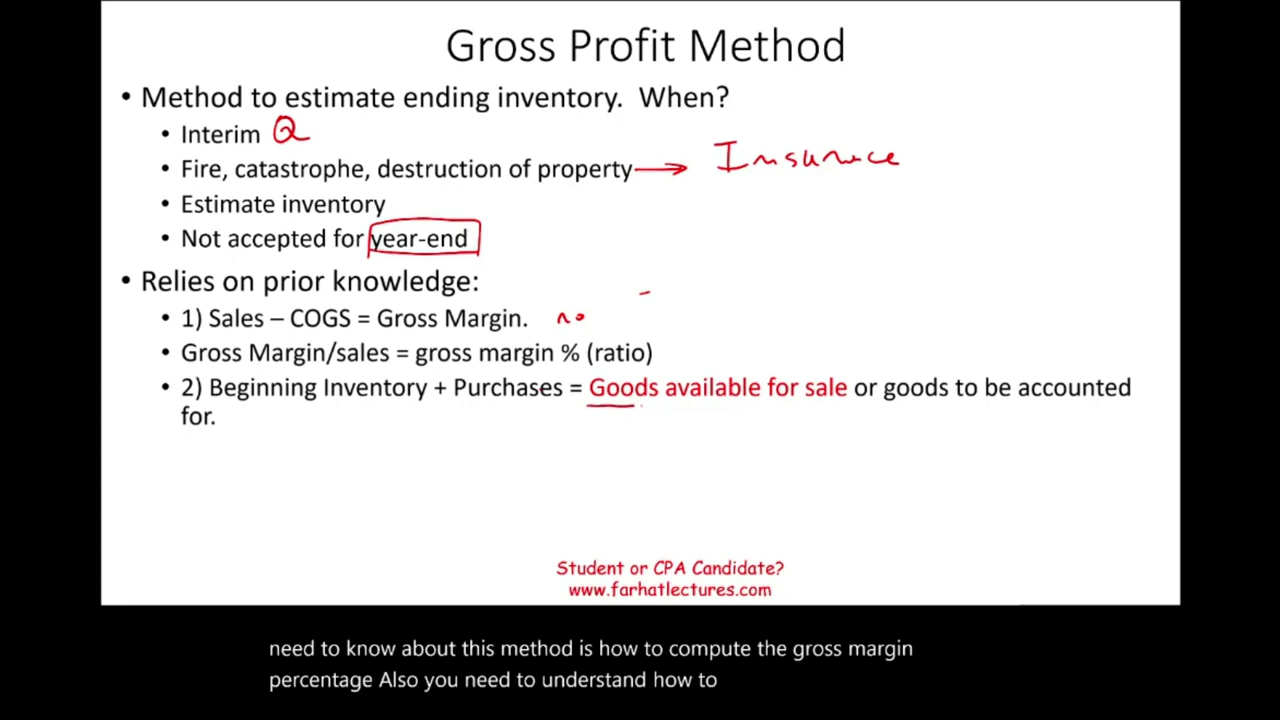 Gross Profit Method
• Method to estimate ending inventory. When?
• Interim Q
• Fire, catastrophe, destruction of property → Insurance
• Estimate inventory
• Not accepted for year-end
• Relies on prior knowledge:
• 1) Sales – COGS = Gross Margin.
• Gross Margin/sales = gross margin % (ratio)
• 2) Beginning Inventory + Purchases = Goods available for sale or goods to be accounted
for.
Student or CPA Candidate?
www.farhatlectures.com
need to know about this method is how to compute the gross margin
percentage Also you need to understand how to